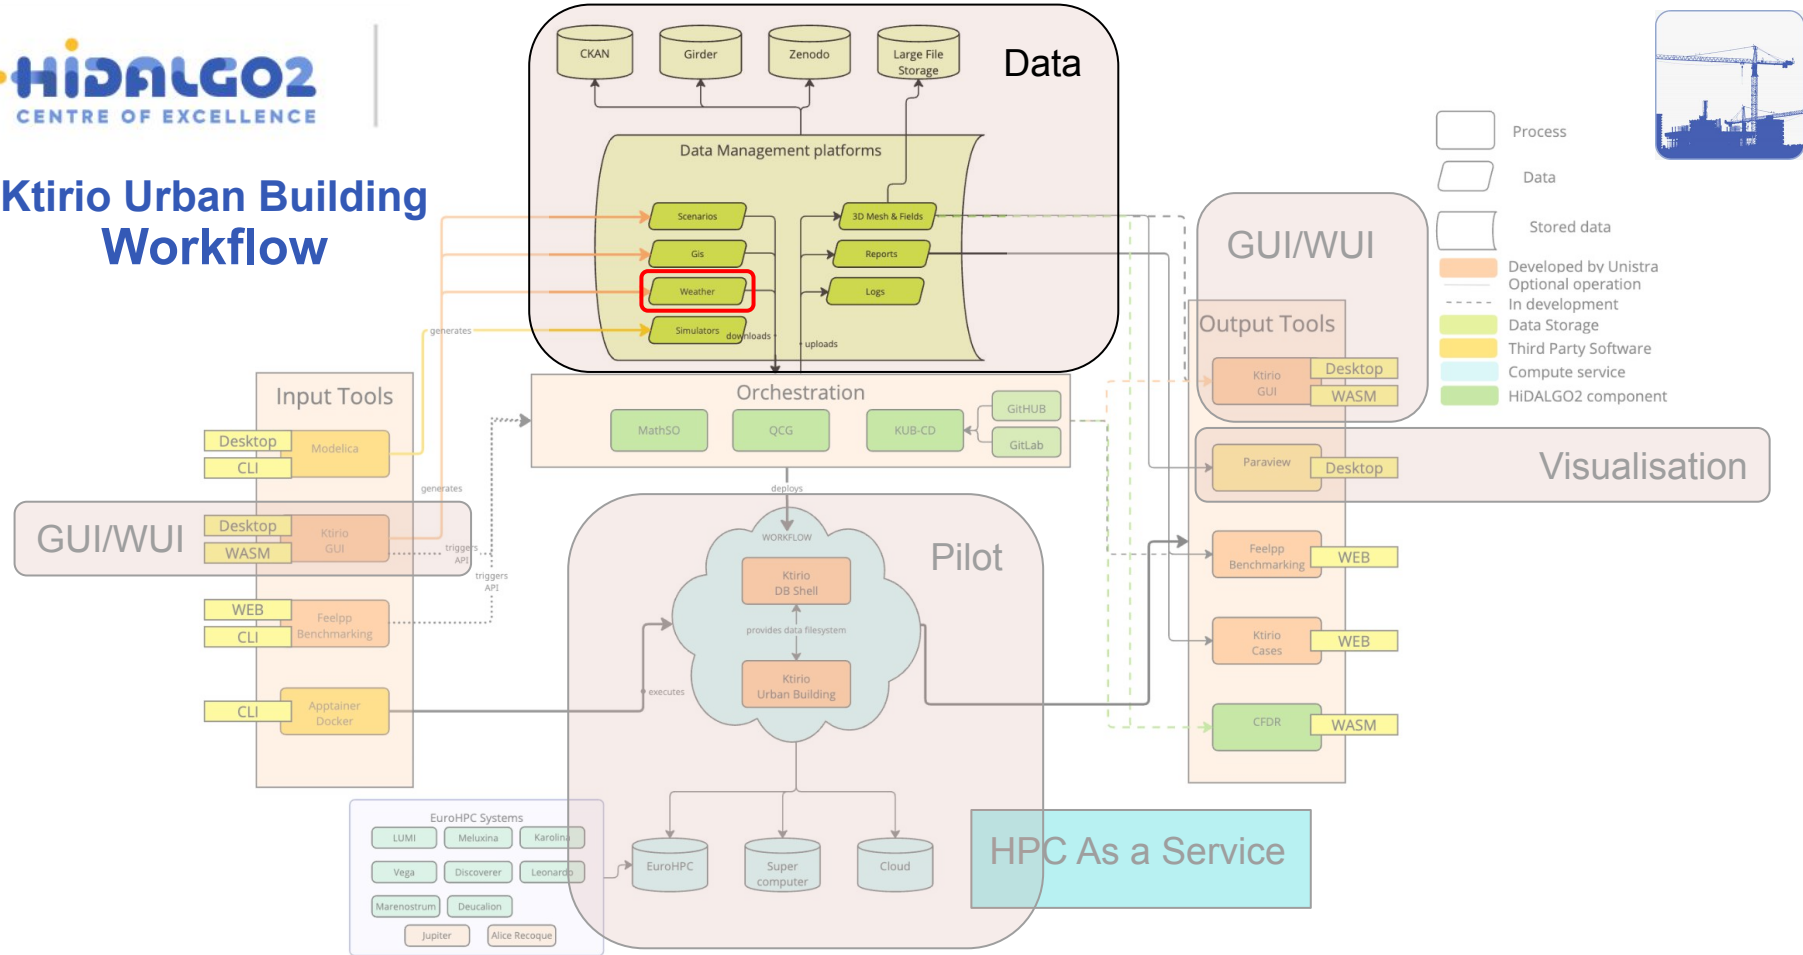 HiDALGO2
CENTRE OF EXCELLENCE
Ktirio Urban Building
Workflow
Data
CKAN
Girder
Zenodo
Large File
Storage
Data Management platforms
Scenarios
Gis
Weather
Simulators
3D Mesh & Fields
Reports
Logs
downloads
uploads
Process
Data
Stored data
Developed by Unistra
Optional operation
In development
Data Storage
Third Party Software
Compute service
HiDALGO2 component
Input Tools
Desktop
CLI
Modelica
generates
generates
GUI/WUI
Desktop
WASM
Ktirio
GUI
triggers
API
triggers
API
WEB
CLI
Feelpp
Benchmarking
CLI
Apptainer
Docker
executes
Orchestration
MathSO
QCG
KUB-CD
GitHUB
GitLab
deploys
Pilot
WORKFLOW
Ktirio
DB Shell
provides data filesystem
Ktirio
Urban Building
EuroHPC
Super
computer
Cloud
EuroHPC Systems
LUMI
Meluxina
Karolina
Vega
Discoverer
Leonardo
Marenostrum
Deucalion
Jupiter
Alice Recoque
HPC As a Service
GUI/WUI
Output Tools
Ktirio
GUI
Desktop
WASM
Visualisation
Paraview
Desktop
Feelpp
Benchmarking
WEB
Ktirio
Cases
WEB
CFDR
WASM